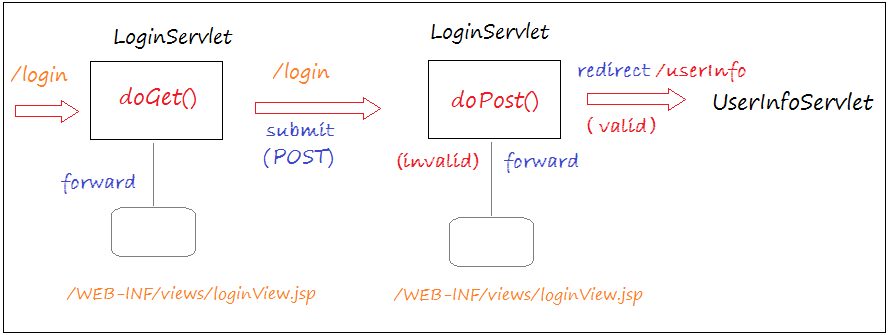 LoginServlet
/login
doGet()
forward
/WEB-INF/views/loginView.jsp
/login
submit
(POST)
LoginServlet
doPost()
(invalid) forward
/WEB-INF/views/loginView.jsp
redirect /userInfo
(valid)
UserInfoServlet